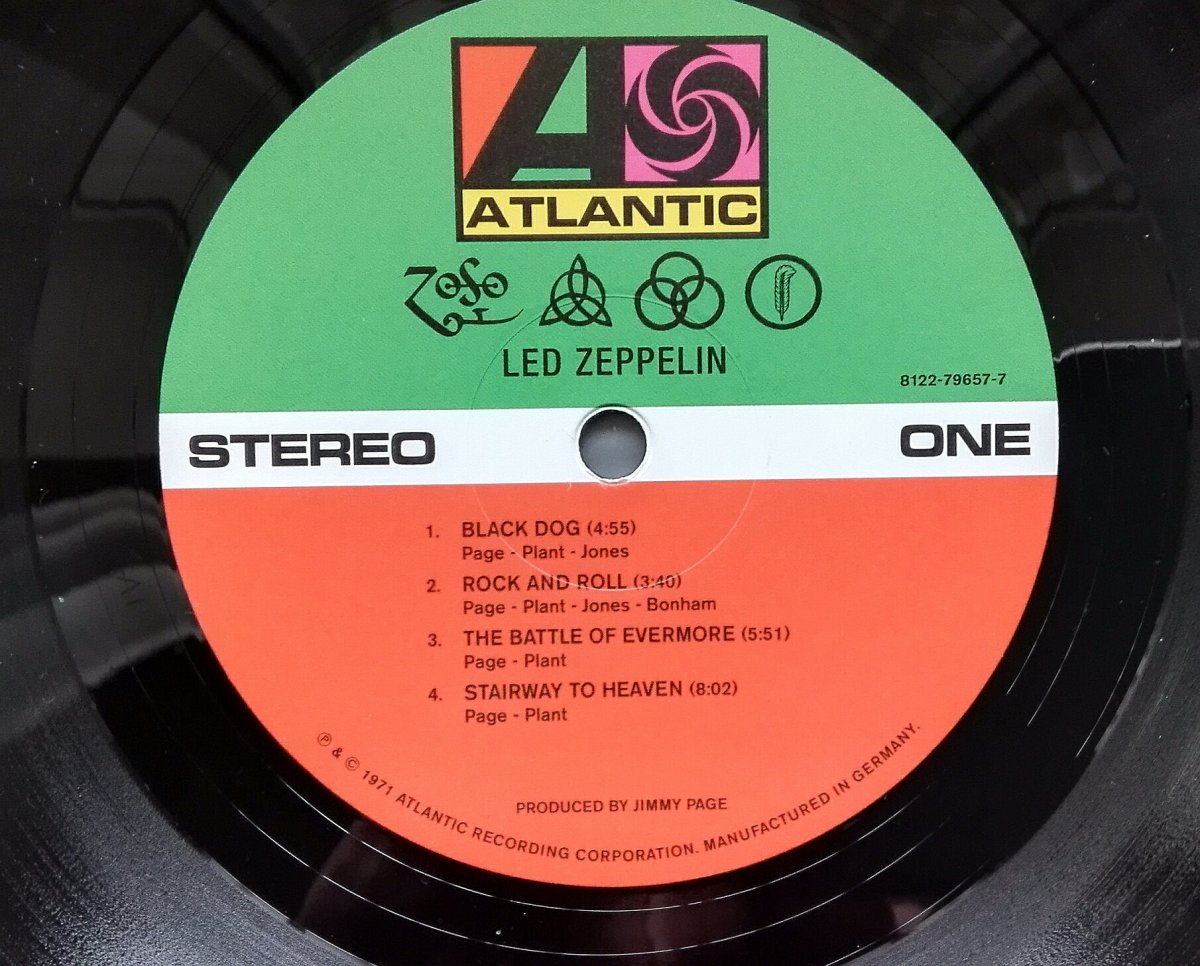 ATLANTIC
LED ZEPPELIN
8122-79657-7
STEREO
ONE
1. BLACK DOG (4:55)
Page - Plant - Jones
2. ROCK AND ROLL (3:40)
Page - Plant - Jones - Bonham
3. THE BATTLE OF EVERMORE (5:51)
Page - Plant
4. STAIRWAY TO HEAVEN (8:02)
Page - Plant
PRODUCED BY JIMMY PAGE
℗ & © 1971 ATLANTIC RECORDING CORPORATION. MANUFACTURED IN GERMANY.